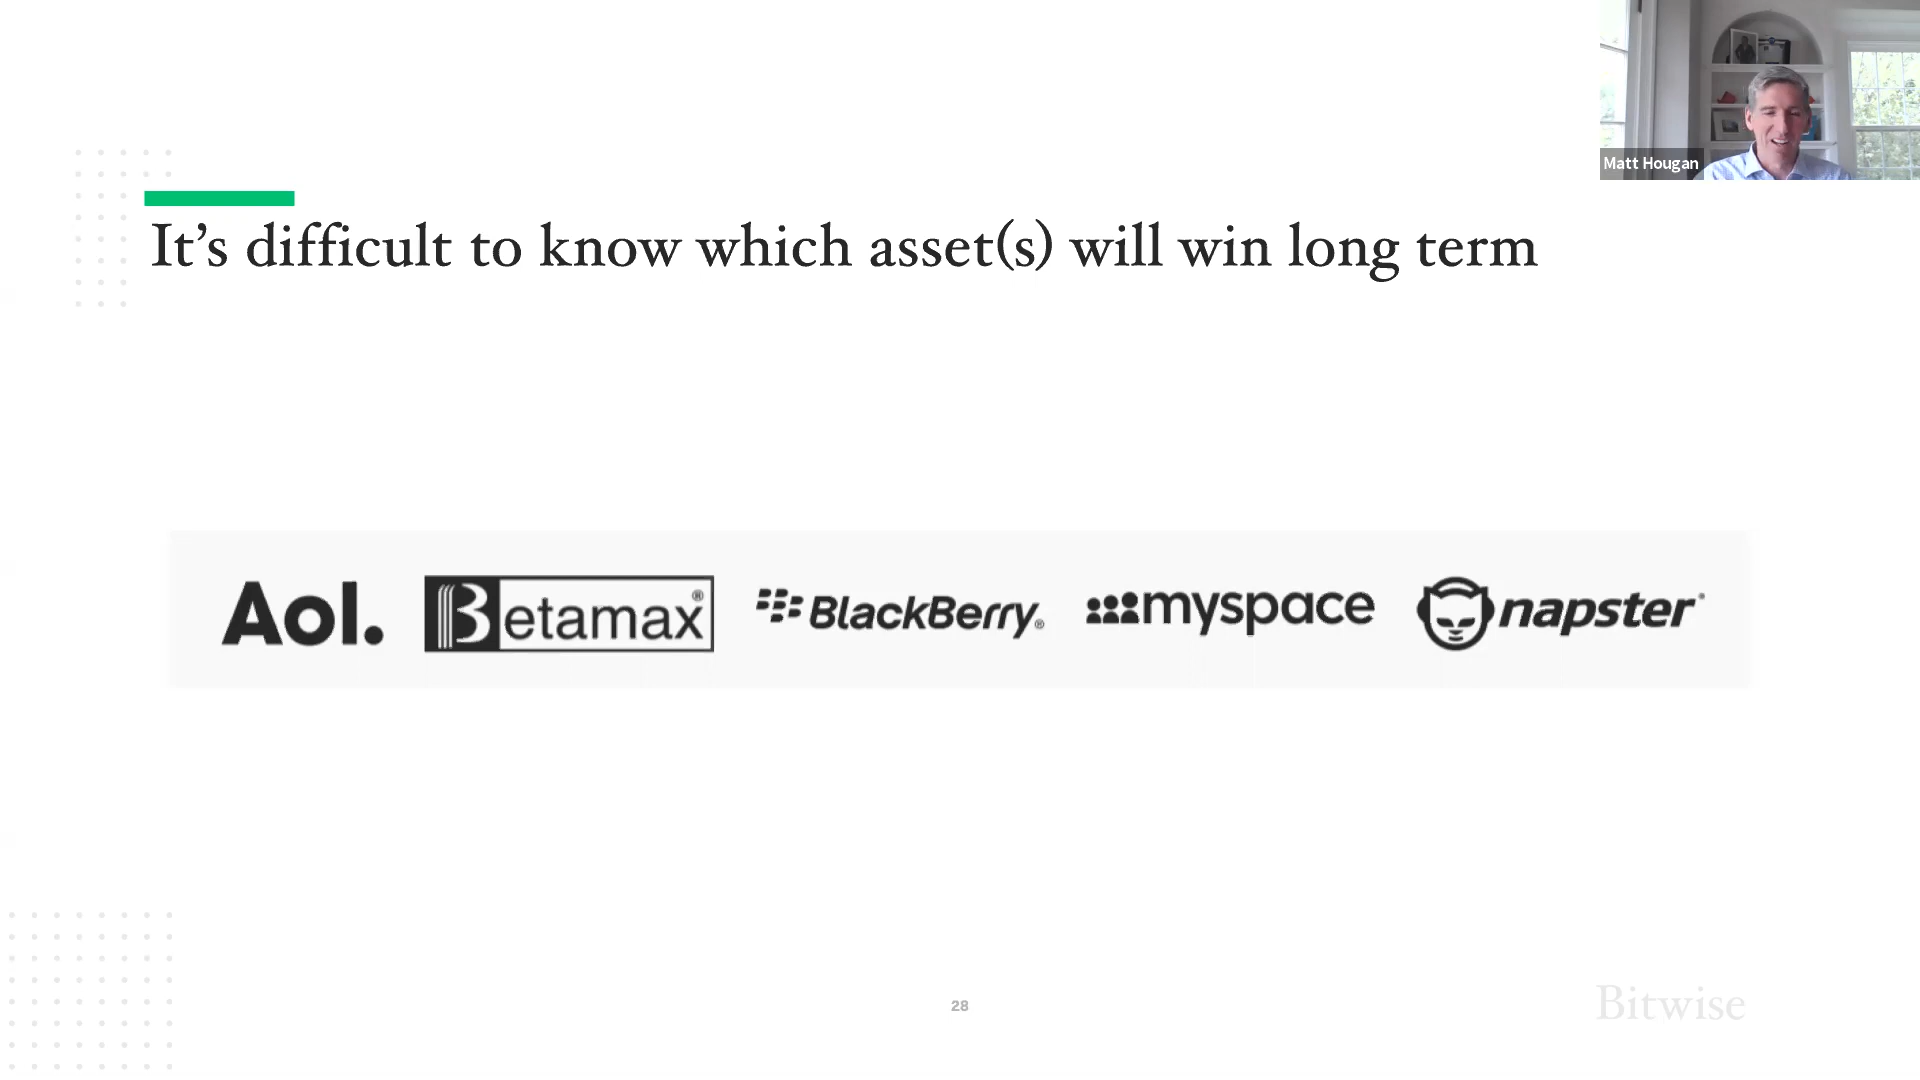 Matt Hougan
It’s difficult to know which asset(s) will win long term
Aol. Betamax® BlackBerry® myspace napster
28
Bitwise